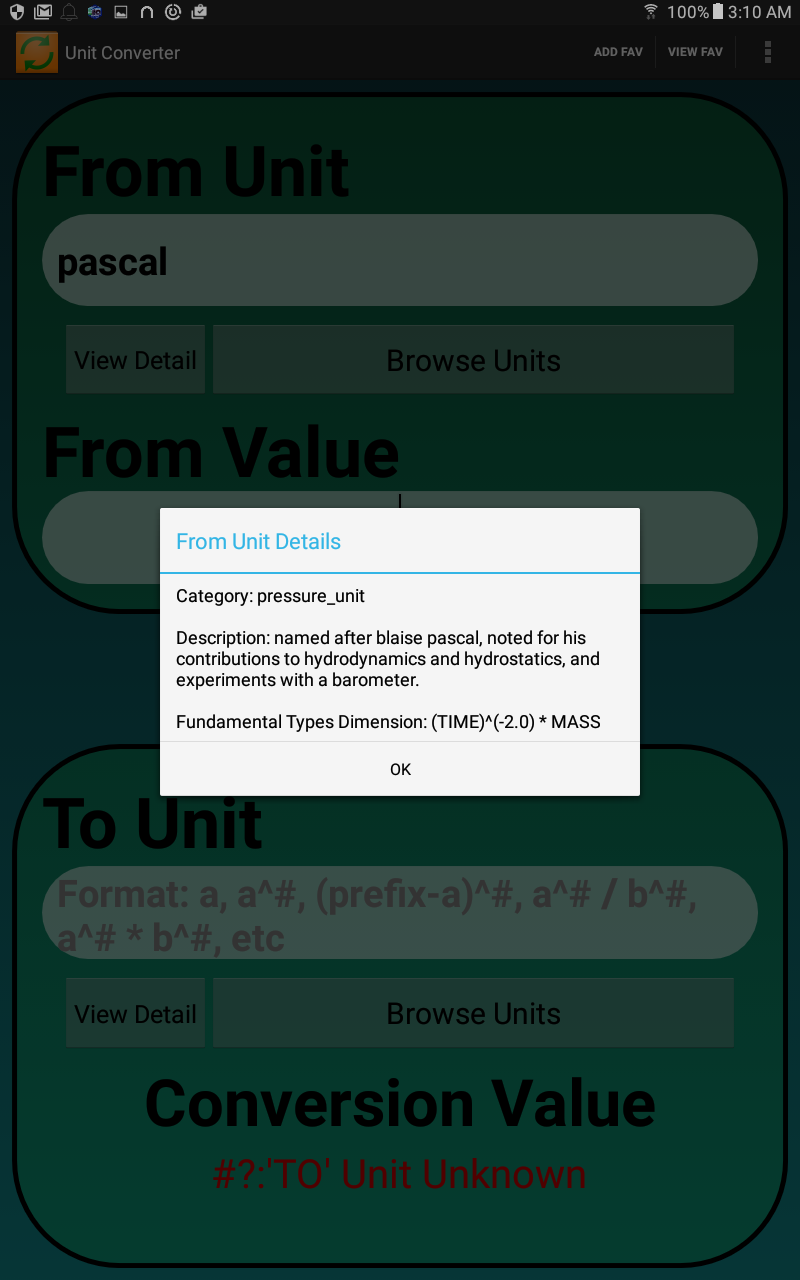 100% 3:10 AM
Unit Converter
ADD FAV
VIEW FAV
From Unit
pascal
View Detail
Browse Units
From Value
From Unit Details
Category: pressure_unit
Description: named after blaise pascal, noted for his
contributions to hydrodynamics and hydrostatics, and
experiments with a barometer.
Fundamental Types Dimension: (TIME)^(-2.0) * MASS
OK
To Unit
Format: a, a^#, (prefix-a)^#, a^# / b^#,
a^# * b^#, etc
View Detail
Browse Units
Conversion Value
#?:'TO' Unit Unknown